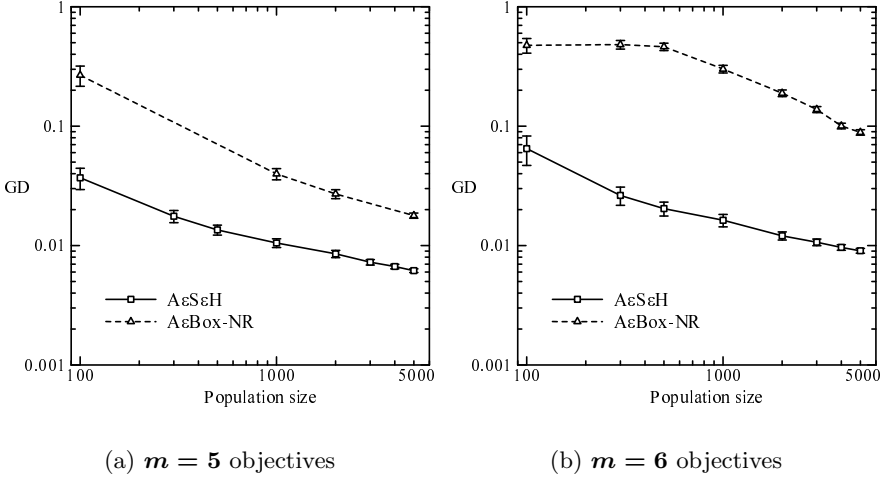 1
0.1
GD
0.01
0.001
100
1000
5000
Population size
AεSεH
AεBox-NR
(a) m = 5 objectives
1
0.1
GD
0.01
0.001
100
1000
5000
Population size
AεSεH
AεBox-NR
(b) m = 6 objectives